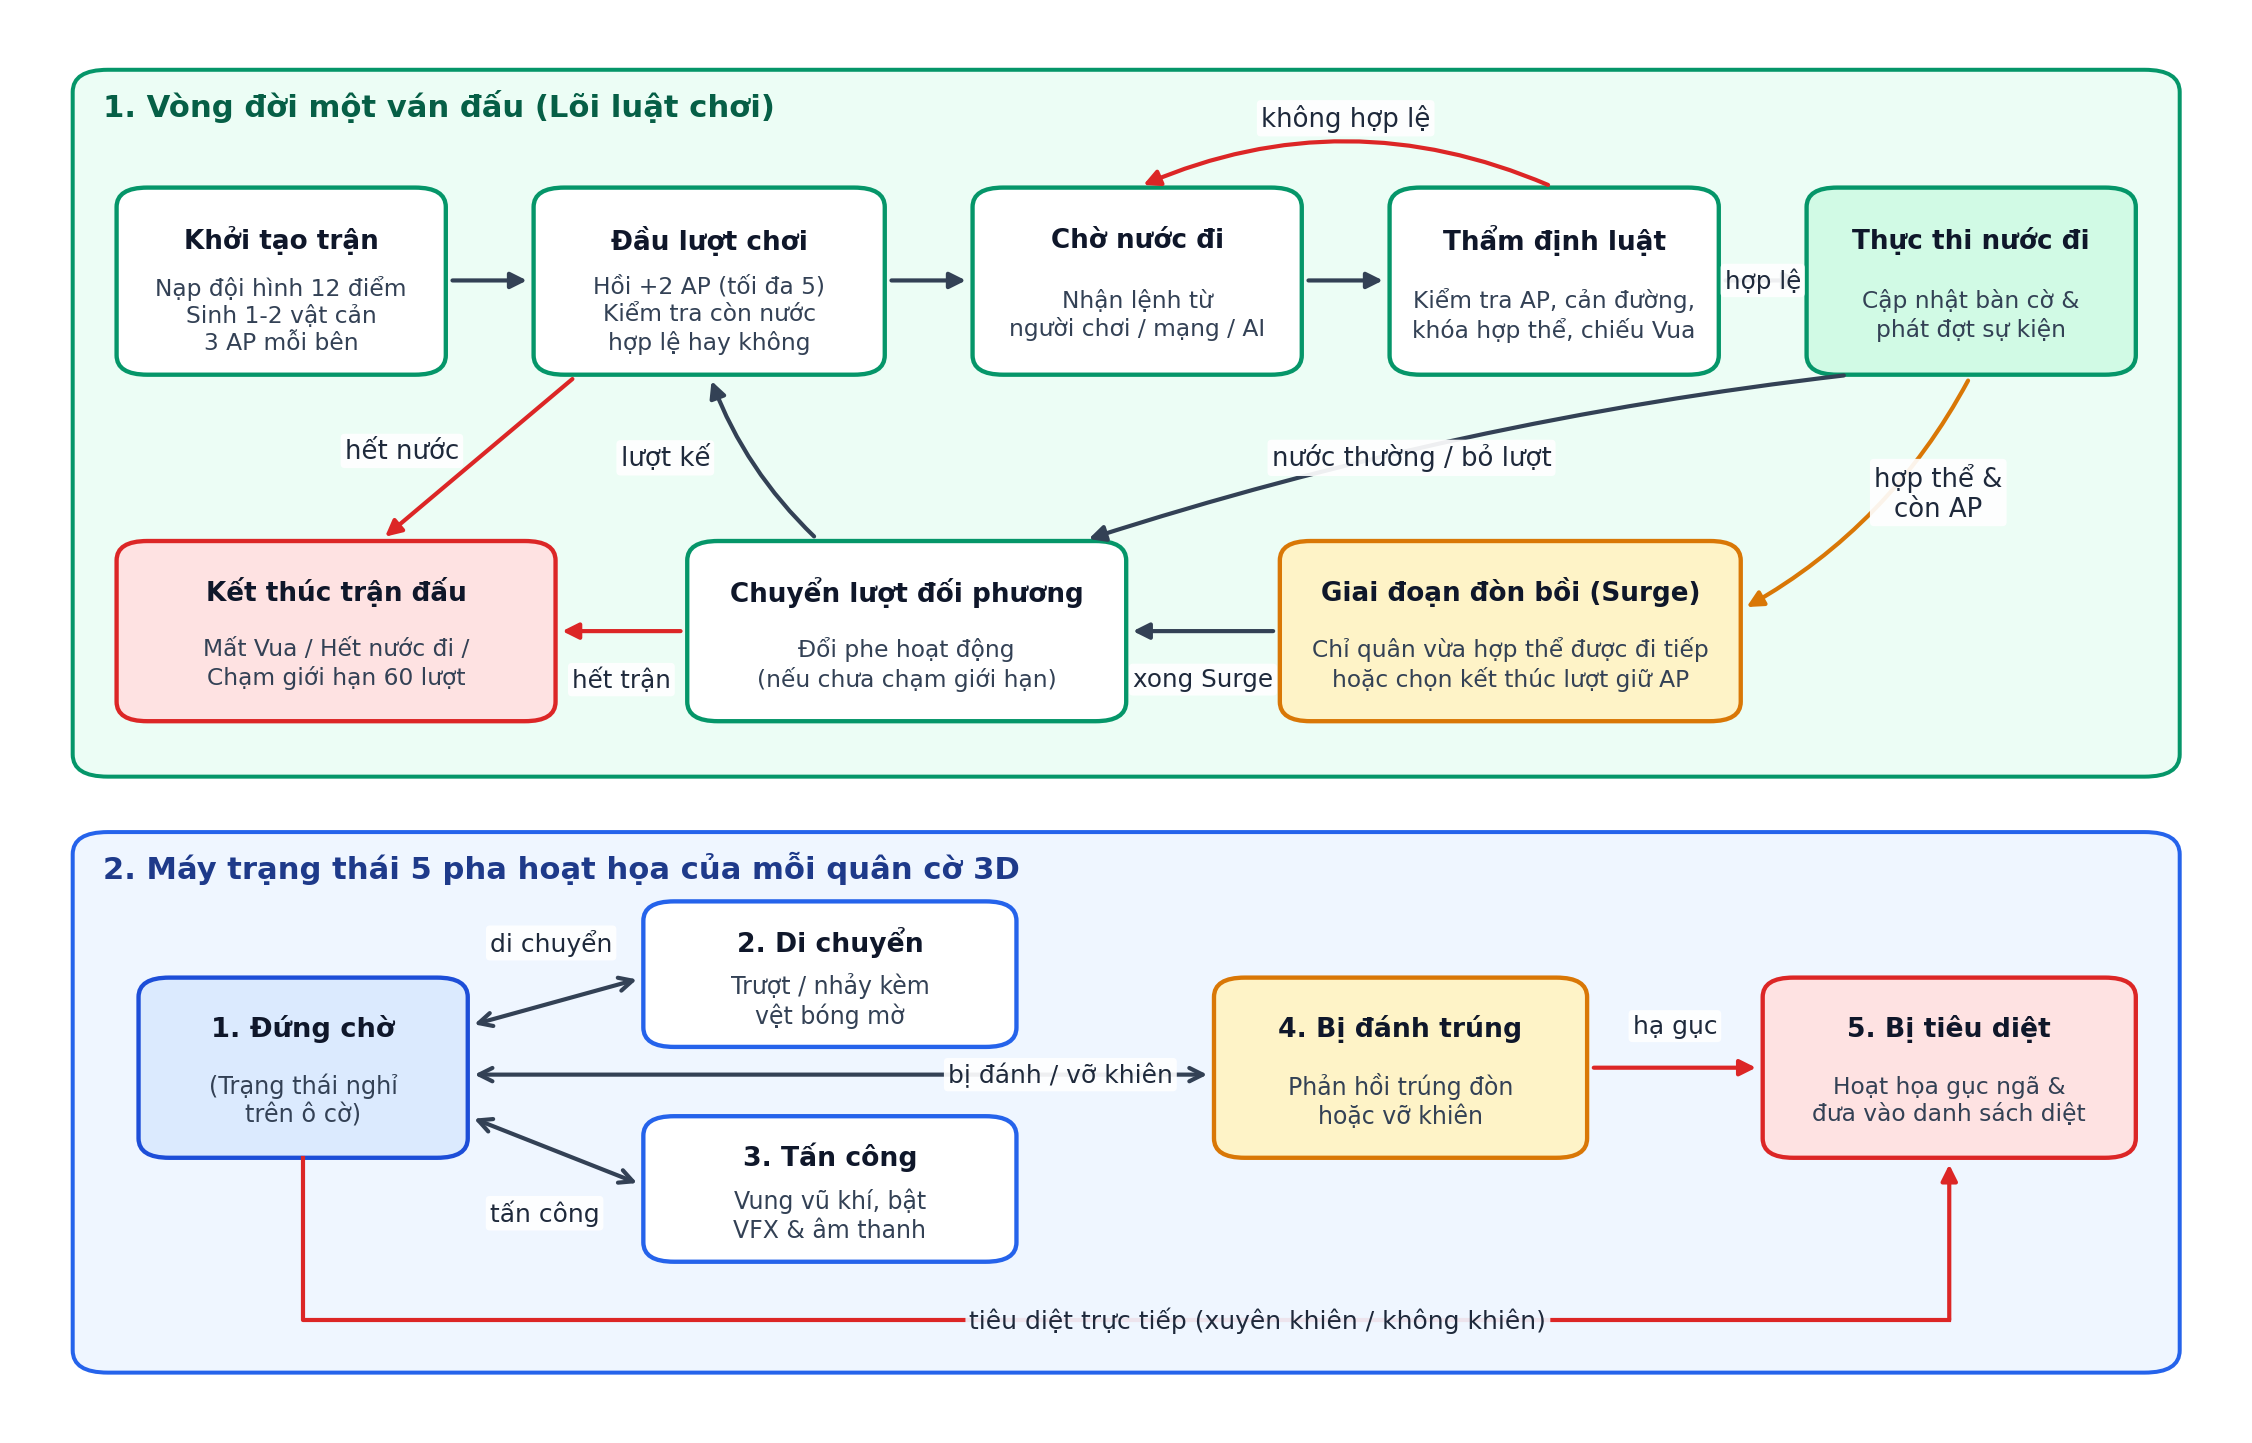 1. Vòng đời một ván đấu (Lõi luật chơi)
không hợp lệ
Khởi tạo trận
Nạp đội hình 12 điểm
Sinh 1-2 vật cản
3 AP mỗi bên
Đầu lượt chơi
Hồi +2 AP (tối đa 5)
Kiểm tra còn nước
hợp lệ hay không
Chờ nước đi
Nhận lệnh từ
người chơi / mạng / AI
Thẩm định luật
Kiểm tra AP, cản đường,
khóa hợp thể, chiếu Vua
hợp lệ
Thực thi nước đi
Cập nhật bàn cờ &
phát đợt sự kiện
hết nước
lượt kế
nước thường / bỏ lượt
hợp thể &
còn AP
Kết thúc trận đấu
Mất Vua / Hết nước đi /
Chạm giới hạn 60 lượt
hết trận
Chuyển lượt đối phương
Đổi phe hoạt động
(nếu chưa chạm giới hạn)
xong Surge
Giai đoạn đòn bồi (Surge)
Chỉ quân vừa hợp thể được đi tiếp
hoặc chọn kết thúc lượt giữ AP
2. Máy trạng thái 5 pha hoạt họa của mỗi quân cờ 3D
di chuyển
2. Di chuyển
Trượt / nhảy kèm
vệt bóng mờ
1. Đứng chờ
(Trạng thái nghỉ
trên ô cờ)
bị đánh / vỡ khiên
4. Bị đánh trúng
Phản hồi trúng đòn
hoặc vỡ khiên
hạ gục
5. Bị tiêu diệt
Hoạt họa gục ngã &
đưa vào danh sách diệt
tấn công
3. Tấn công
Vung vũ khí, bật
VFX & âm thanh
tiêu diệt trực tiếp (xuyên khiên / không khiên)